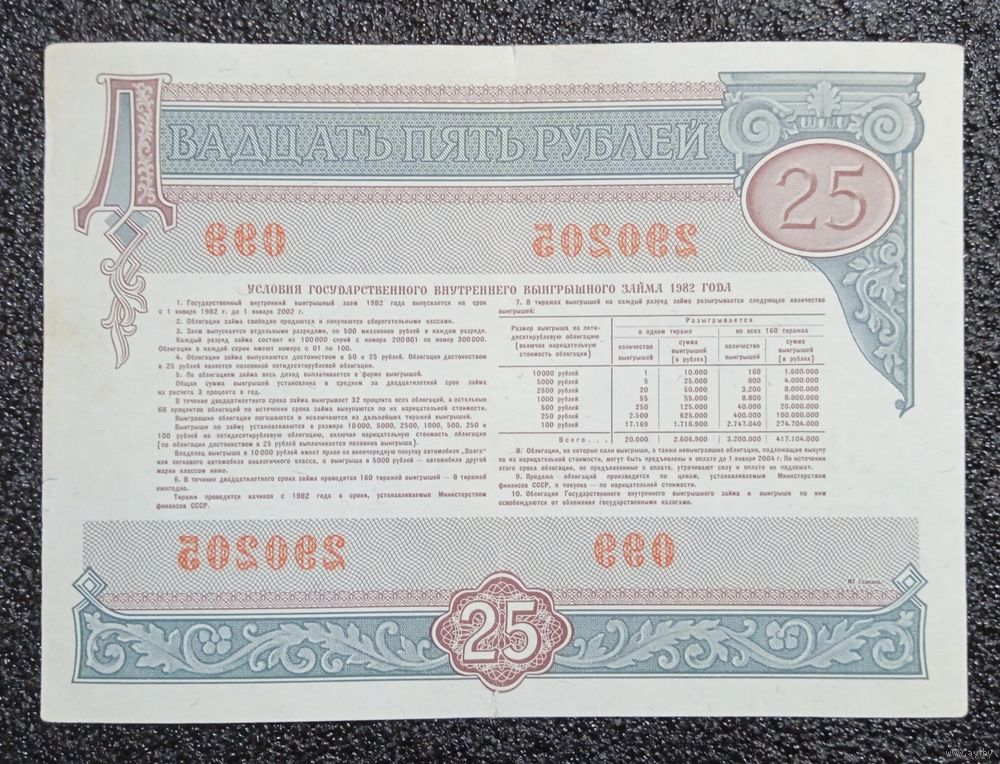 ДВАДЦАТЬ ПЯТЬ РУБЛЕЙ
25
099 290205
УСЛОВИЯ ГОСУДАРСТВЕННОГО ВНУТРЕННЕГО ВЫИГРЫШНОГО ЗАЙМА 1982 ГОДА
1. Государственный внутренний выигрышный заем 1982 года выпускается на срок
с 1 января 1982 г. до 1 января 2002 г.
2. Облигации займа свободно продаются и покупаются сберегательными кассами.
3. Заем выпускается отдельными разрядами, по 500 миллионов рублей в каждом разряде.
Каждый разряд займа состоит из 100 000 серий с номера 200 001 по номер 300 000.
Облигации в каждой серии имеют номера с 01 по 100.
4. Облигации займа выпускаются достоинством в 50 и 25 рублей. Облигация достоинством
в 25 рублей является половиной пятидесятирублевой облигации.
5. По облигациям займа весь доход выплачивается в форме выигрышей.
Общая сумма выигрышей установлена в среднем за двадцатилетний срок займа
из расчета 3 процента в год.
В течение двадцатилетнего срока займа выигрывает 32 процента всех облигаций, а остальные
68 процентов облигаций по истечении срока займа выкупаются по их нарицательной стоимости.
Выигравшие облигации погашаются и исключаются из дальнейших тиражей выигрышей.
Выигрыши по займу устанавливаются в размере 10000, 5000, 2500, 1000, 500, 250 и
100 рублей на пятидесятирублевую облигацию, включая нарицательную стоимость облигации
(по облигации достоинством в 25 рублей выплачивается половина выигрыша).
Владелец выигрыша в 10 000 рублей имеет право на внеочередную покупку автомобиля „Волга"
или легкового автомобиля аналогичного класса, а выигрыша в 5000 рублей — автомобиля другой
марки классом ниже.
6. В течение двадцатилетнего срока займа проводится 160 тиражей выигрышей — 8 тиражей
ежегодно.
Тиражи проводятся начиная с 1982 года в сроки, устанавливаемые Министерством
финансов СССР.
7. В тиражах выигрышей на каждый разряд займа разыгрывается следующее количество
выигрышей:
Размер выигрыша на пяти-
десятирублевую облигацию
(включая нарицательную
стоимость облигации)
Разыгрывается
в одном тираже во всех 160 тиражах
количество выигрышей сумма выигрышей (в рублях) количество выигрышей сумма выигрышей (в рублях)
10000 рублей 1 10.000 160 1.600.000
5000 рублей 5 25.000 800 4.000.000
2500 рублей 20 50.000 3.200 8.000.000
1000 рублей 55 55.000 8.800 8.800.000
500 рублей 250 125.000 40.000 20.000.000
250 рублей 2.500 625.000 400.000 100.000.000
100 рублей 17.169 1.716.900 2.747.040 274.704.000
Всего... 20.000 2.606.900 3.200.000 417.104.000
8. Облигации, на которые пали выигрыши, а также невыигравшие облигации, подлежащие выкупу
по их нарицательной стоимости, могут быть предъявлены к оплате до 1 января 2004 г. По истечении
этого срока облигации, не предъявленные к оплате, утрачивают силу и оплате не подлежат.
9. Продажа облигаций производится по ценам, устанавливаемым Министерством
финансов СССР, а покупка — по нарицательной стоимости.
10. Облигации Государственного внутреннего выигрышного займа и выигрыши по ним
освобождаются от обложения государственными налогами.
290205 099
МТ Гознака.
25
www.ay.by